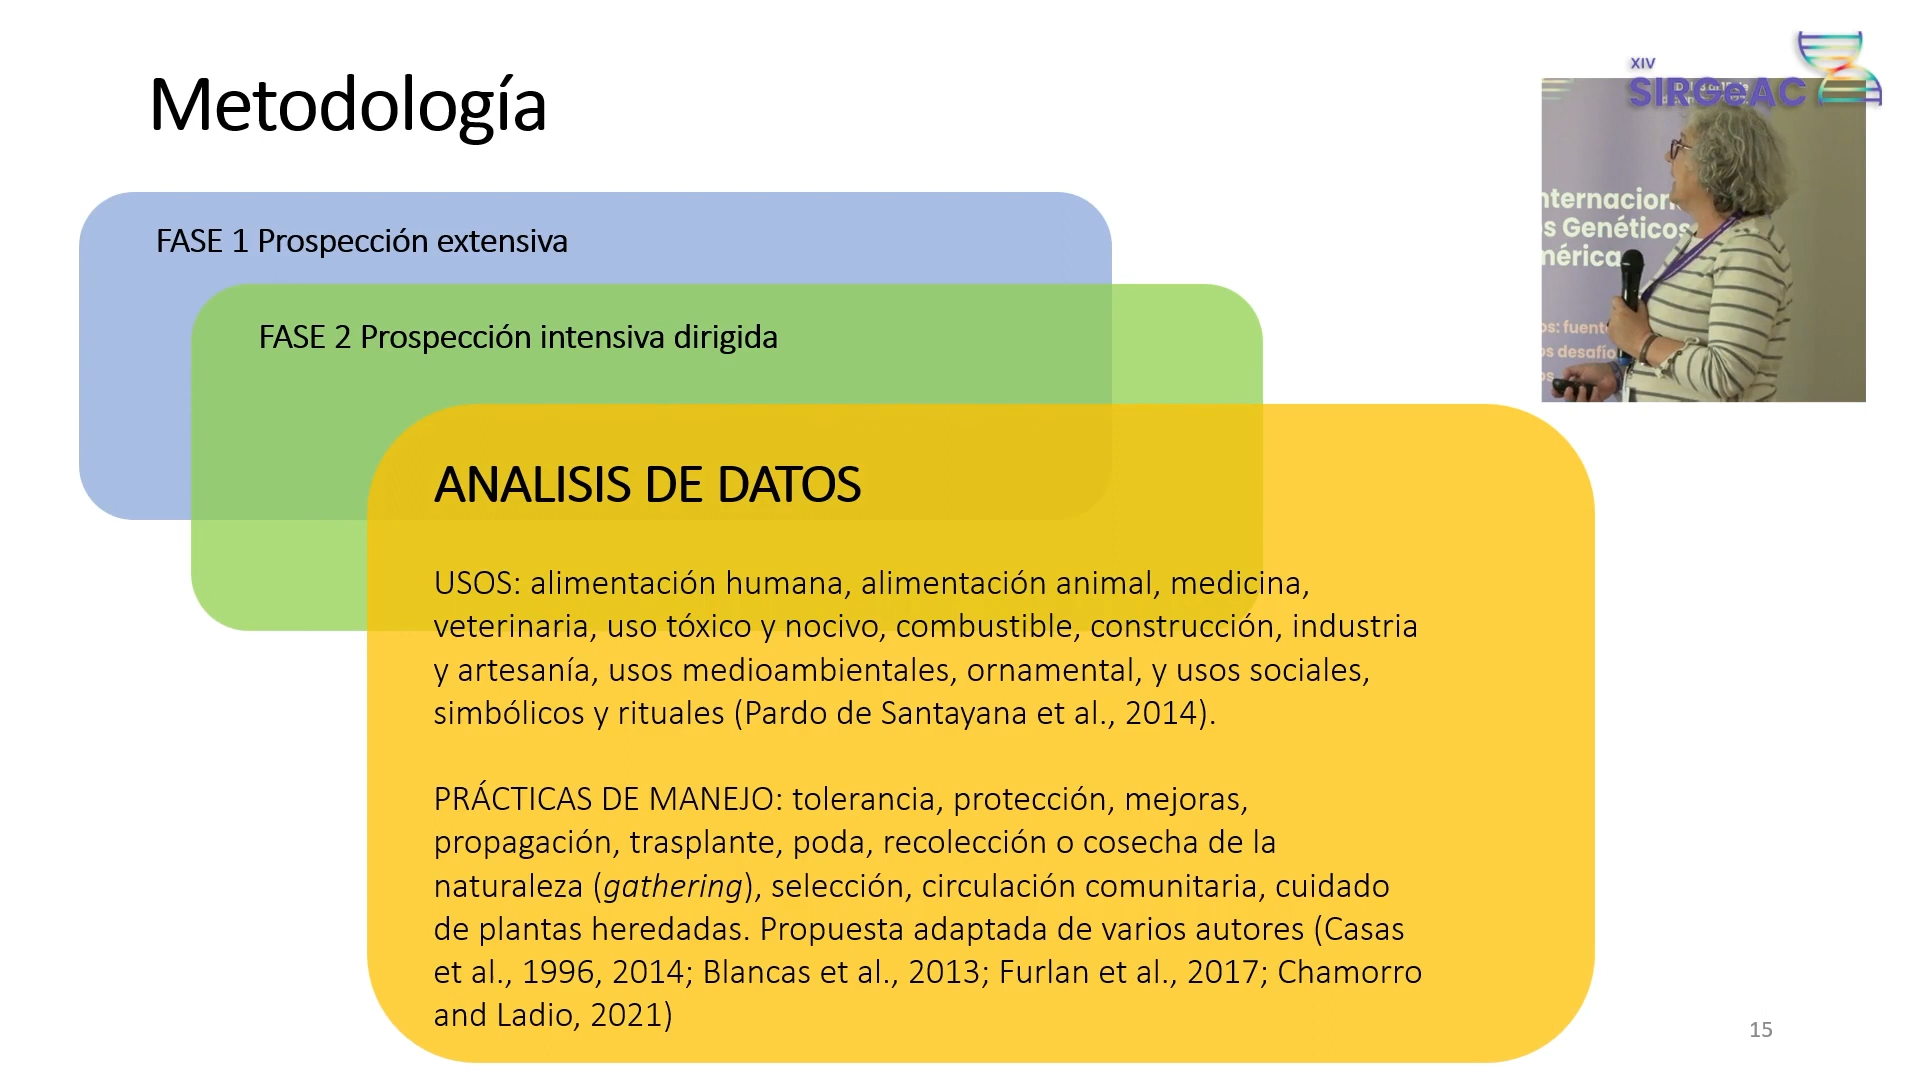 Metodología
XIV
SIRGeAC
FASE 1 Prospección extensiva
FASE 2 Prospección intensiva dirigida
s Genéticos
ANALISIS DE DATOS
USOS: alimentación humana, alimentación animal, medicina,
veterinaria, uso tóxico y nocivo, combustible, construcción, industria
y artesanía, usos medioambientales, ornamental, y usos sociales,
simbólicos y rituales (Pardo de Santayana et al., 2014).
PRÁCTICAS DE MANEJO: tolerancia, protección, mejoras,
propagación, trasplante, poda, recolección o cosecha de la
naturaleza (gathering), selección, circulación comunitaria, cuidado
de plantas heredadas. Propuesta adaptada de varios autores (Casas
et al., 1996, 2014; Blancas et al., 2013; Furlan et al., 2017; Chamorro
and Ladio, 2021)
15